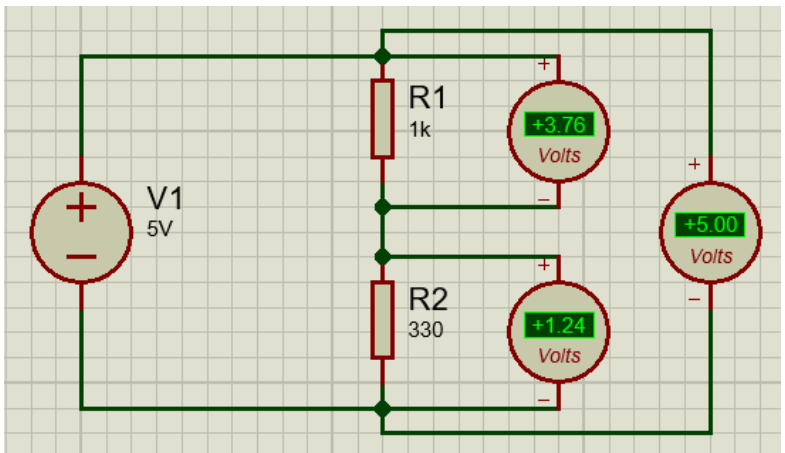 R1
1k
+
+3.76
Volts
−
V1
5V
+
−
+
+5.00
Volts
−
R2
330
+
+1.24
Volts
−